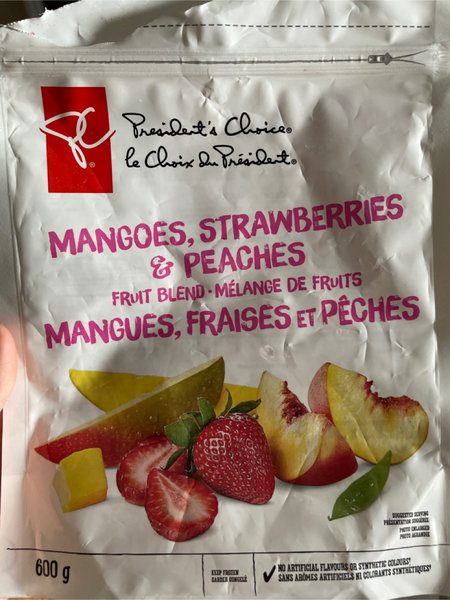 PC®
President's Choice®
le Choix du Président®
MANGOES, STRAWBERRIES
& PEACHES
FRUIT BLEND • MÉLANGE DE FRUITS
MANGUES, FRAISES ET PÊCHES
SUGGESTED SERVING
PRÉSENTATION SUGGÉRÉE
PHOTO ENLARGED
PHOTO AGRANDIE
600 g
KEEP FROZEN
GARDER CONGELÉ
✓ NO ARTIFICIAL FLAVOURS OR SYNTHETIC COLOURS†
SANS ARÔMES ARTIFICIELS NI COLORANTS SYNTHÉTIQUES†